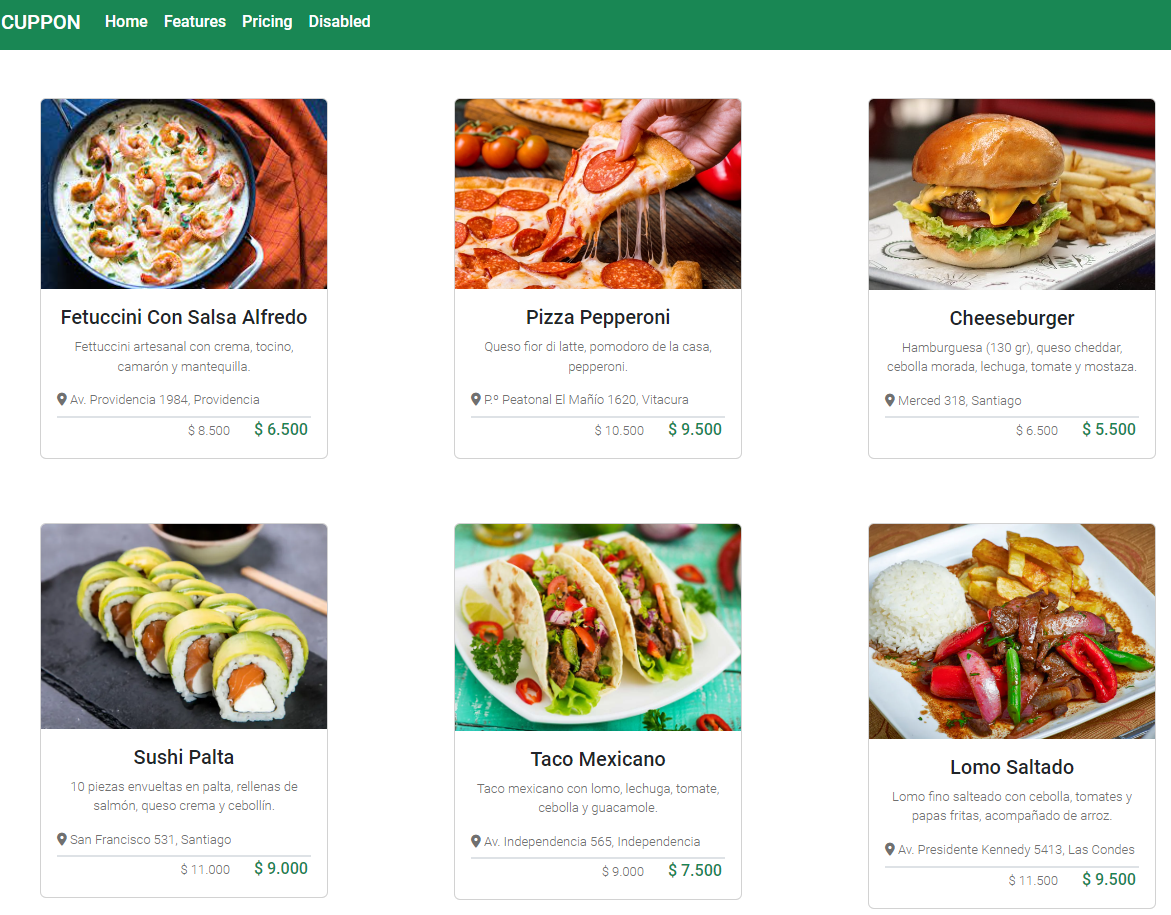 CUPPON Home Features Pricing Disabled
Fetuccini Con Salsa Alfredo
Fettuccini artesanal con crema, tocino,
camarón y mantequilla.
Av. Providencia 1984, Providencia
$ 8.500 $ 6.500
Pizza Pepperoni
Queso fior di latte, pomodoro de la casa,
pepperoni.
P.º Peatonal El Mañío 1620, Vitacura
$ 10.500 $ 9.500
Cheeseburger
Hamburguesa (130 gr), queso cheddar,
cebolla morada, lechuga, tomate y mostaza.
Merced 318, Santiago
$ 6.500 $ 5.500
Sushi Palta
10 piezas envueltas en palta, rellenas de
salmón, queso crema y cebollín.
San Francisco 531, Santiago
$ 11.000 $ 9.000
Taco Mexicano
Taco mexicano con lomo, lechuga, tomate,
cebolla y guacamole.
Av. Independencia 565, Independencia
$ 9.000 $ 7.500
Lomo Saltado
Lomo fino salteado con cebolla, tomates y
papas fritas, acompañado de arroz.
Av. Presidente Kennedy 5413, Las Condes
$ 11.500 $ 9.500